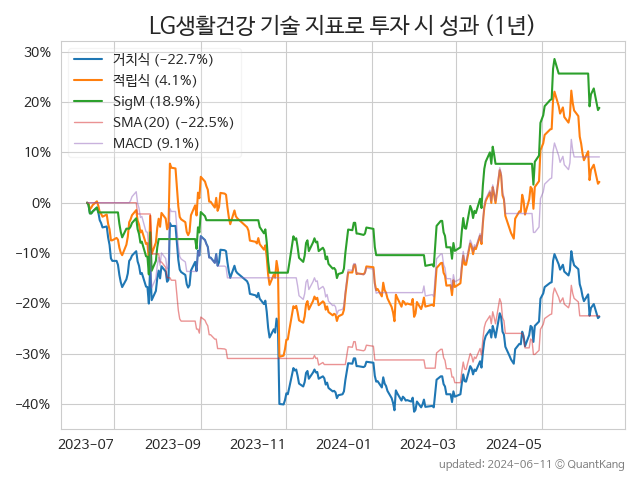 LG생활건강 기술 지표로 투자 시 성과 (1년)
30%
20%
10%
0%
−10%
−20%
−30%
−40%
거치식 (−22.7%)
적립식 (4.1%)
SigM (18.9%)
SMA(20) (−22.5%)
MACD (9.1%)
2023−07
2023−09
2023−11
2024−01
2024−03
2024−05
updated: 2024-06-11 © QuantKang